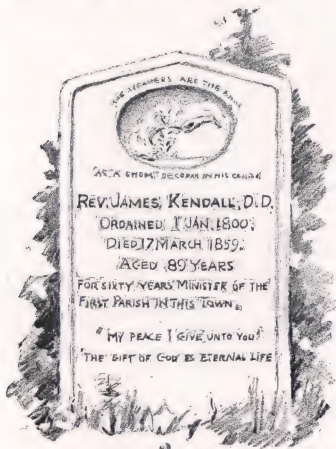 THE REAPERS ARE THE ANGELS
"AS A SHOCK OF CORN IN HIS SEASON"
REV. JAMES KENDALL, D.D.
ORDAINED 1 JAN. 1800.
DIED 17 MARCH 1859.
AGED 89 YEARS
FOR SIXTY YEARS MINISTER OF THE
FIRST PARISH IN THIS TOWN.
"MY PEACE I GIVE UNTO YOU"
THE GIFT OF GOD IS ETERNAL LIFE